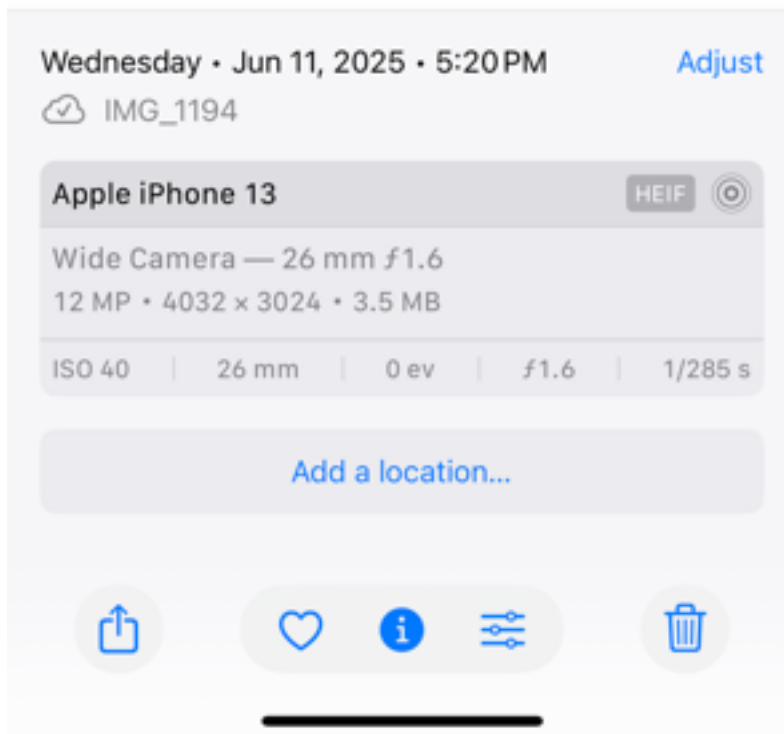 Wednesday • Jun 11, 2025 • 5:20 PM Adjust
IMG_1194
Apple iPhone 13 HEIF
Wide Camera — 26 mm ƒ1.6
12 MP • 4032 × 3024 • 3.5 MB
ISO 40 | 26 mm | 0 ev | ƒ1.6 | 1/285 s
Add a location...